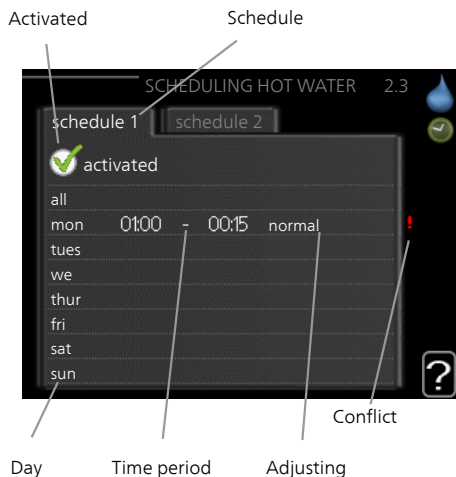 Activated Schedule
SCHEDULING HOT WATER 2.3
schedule 1 schedule 2
activated
all
mon 01:00 - 00:15 normal !
tues
we
thur
fri
sat
sun
?
Conflict
Day Time period Adjusting